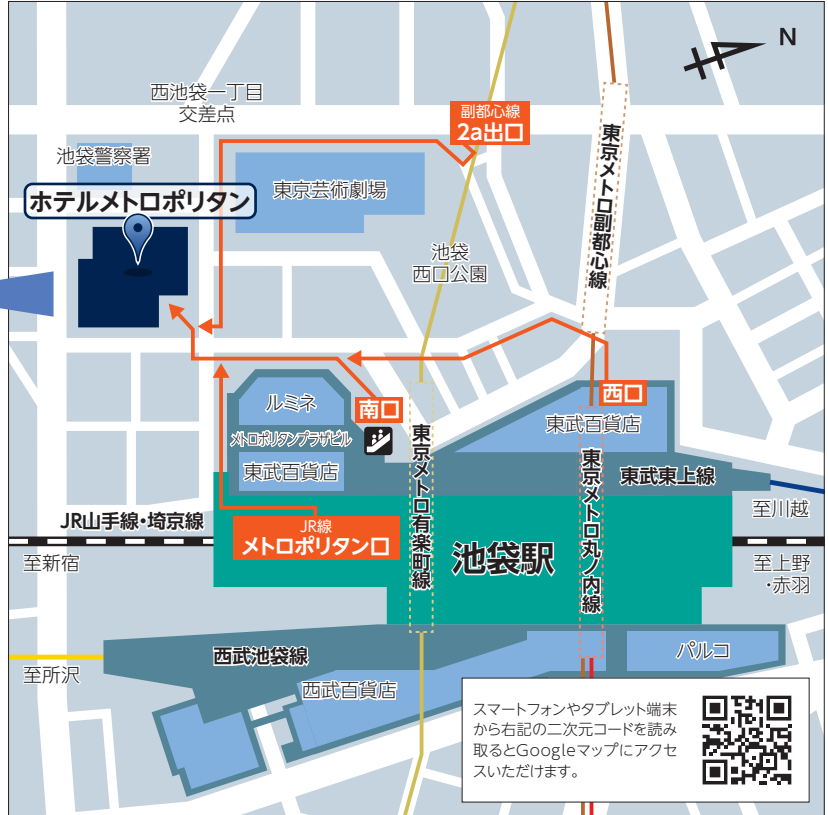 N
西池袋一丁目
交差点
副都心線
2a出口
池袋警察署
東京芸術劇場
ホテルメトロポリタン
東京メトロ副都心線
池袋
西口公園
ルミネ
南口
西口
メトロポリタンプラザビル
東武百貨店
東武百貨店
東京メトロ有楽町線
東京メトロ丸ノ内線
東武東上線
至川越
JR山手線・埼京線
JR線
メトロポリタン口
池袋駅
至新宿
至上野
・赤羽
西武池袋線
パルコ
至所沢
西武百貨店
スマートフォンやタブレット端末
から右記の二次元コードを読み
取るとGoogleマップにアクセ
スいただけます。